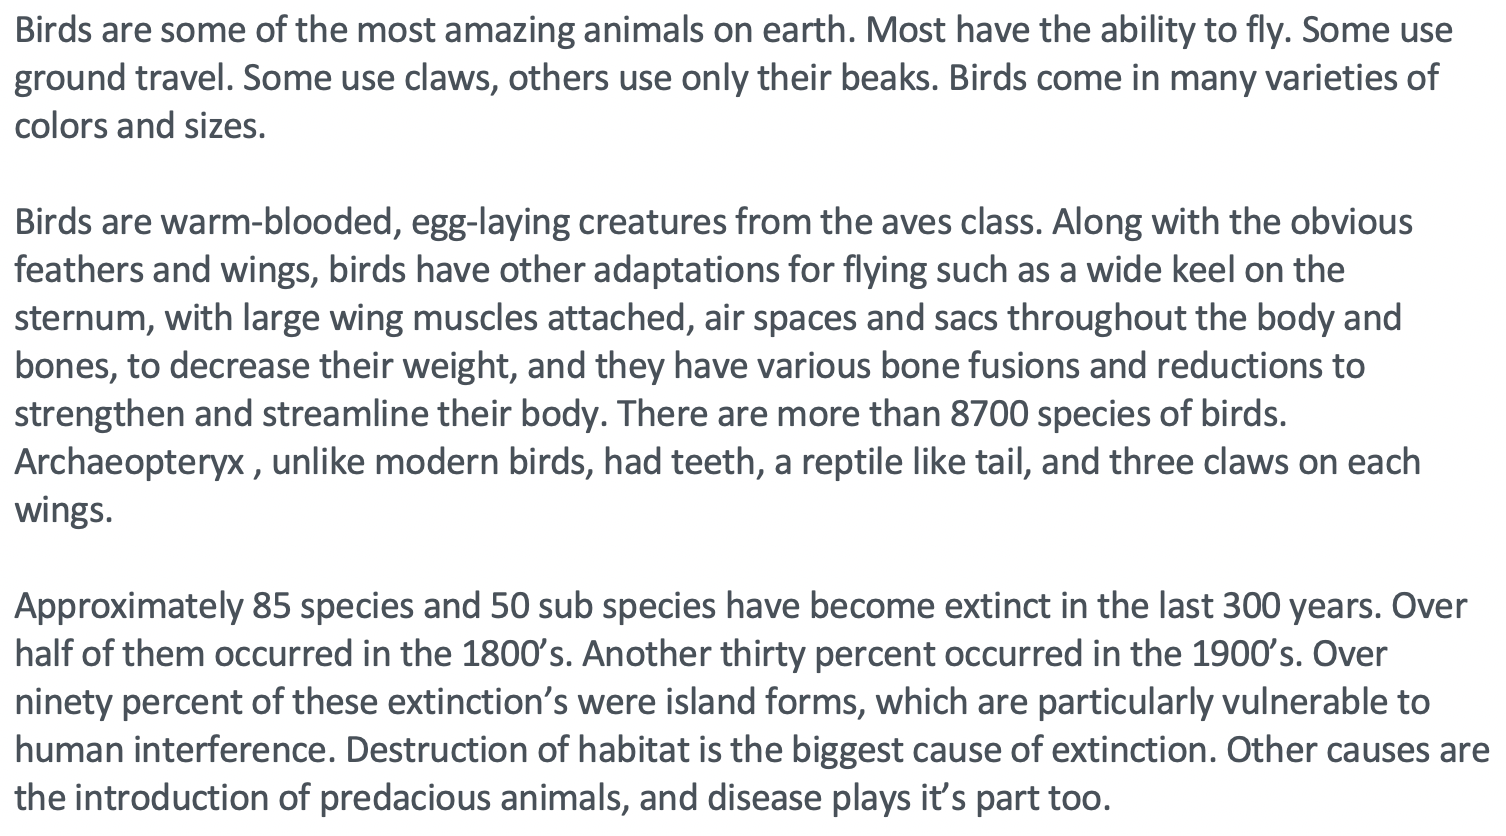 Birds are some of the most amazing animals on earth. Most have the ability to fly. Some use
ground travel. Some use claws, others use only their beaks. Birds come in many varieties of
colors and sizes.
Birds are warm-blooded, egg-laying creatures from the aves class. Along with the obvious
feathers and wings, birds have other adaptations for flying such as a wide keel on the
sternum, with large wing muscles attached, air spaces and sacs throughout the body and
bones, to decrease their weight, and they have various bone fusions and reductions to
strengthen and streamline their body. There are more than 8700 species of birds.
Archaeopteryx , unlike modern birds, had teeth, a reptile like tail, and three claws on each
wings.
Approximately 85 species and 50 sub species have become extinct in the last 300 years. Over
half of them occurred in the 1800’s. Another thirty percent occurred in the 1900’s. Over
ninety percent of these extinction’s were island forms, which are particularly vulnerable to
human interference. Destruction of habitat is the biggest cause of extinction. Other causes are
the introduction of predacious animals, and disease plays it’s part too.